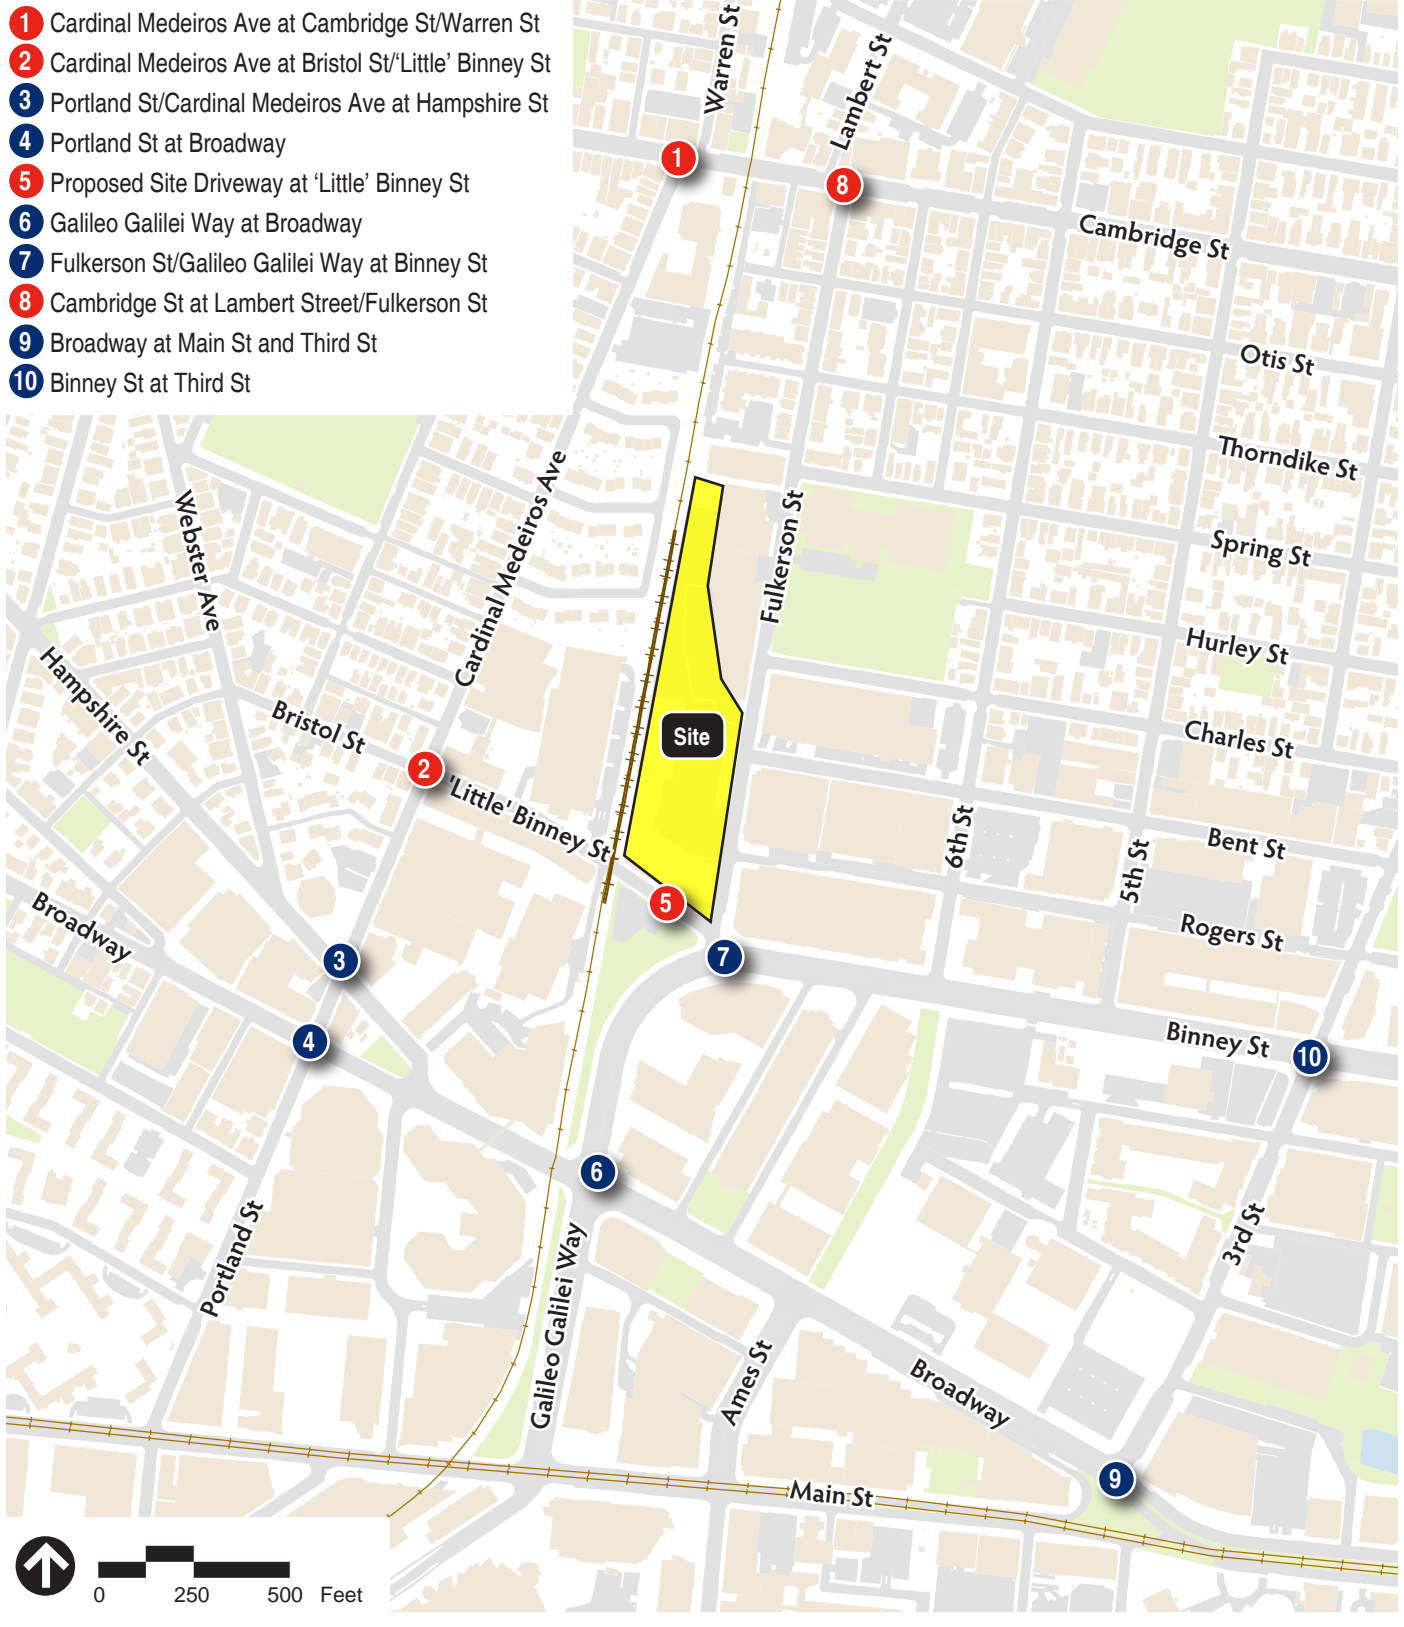 1 Cardinal Medeiros Ave at Cambridge St/Warren St
2 Cardinal Medeiros Ave at Bristol St/‘Little’ Binney St
3 Portland St/Cardinal Medeiros Ave at Hampshire St
4 Portland St at Broadway
5 Proposed Site Driveway at ‘Little’ Binney St
6 Galileo Galilei Way at Broadway
7 Fulkerson St/Galileo Galilei Way at Binney St
8 Cambridge St at Lambert Street/Fulkerson St
9 Broadway at Main St and Third St
10 Binney St at Third St
Warren St
Lambert St
1
8
Cambridge St
Otis St
Thorndike St
Cardinal Medeiros Ave
Webster Ave
Fulkerson St
Spring St
Hurley St
Hampshire St
Bristol St
Site
Charles St
2
'Little' Binney St
6th St
5th St
Bent St
5
Broadway
Rogers St
3
7
4
Binney St
10
6
Portland St
3rd St
Galileo Galilei Way
Ames St
Broadway
9
Main St
0 250 500 Feet